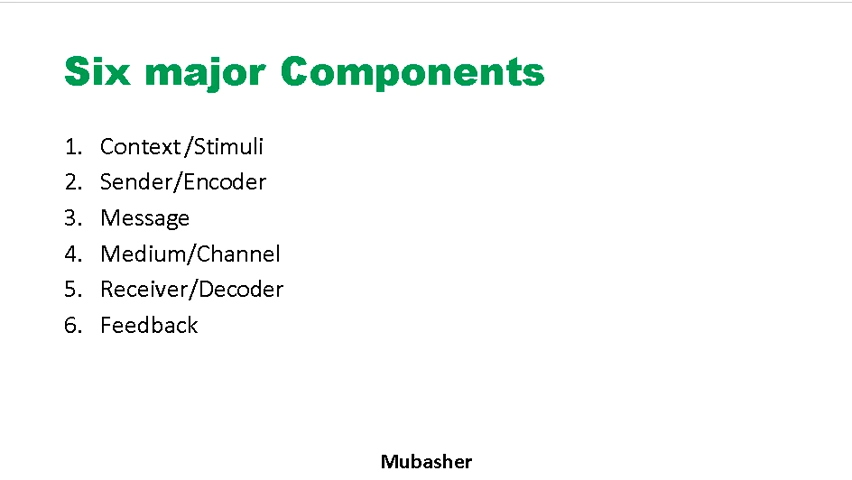 Six major Components
1. Context/Stimuli
2. Sender/Encoder
3. Message
4. Medium/Channel
5. Receiver/Decoder
6. Feedback
Mubasher